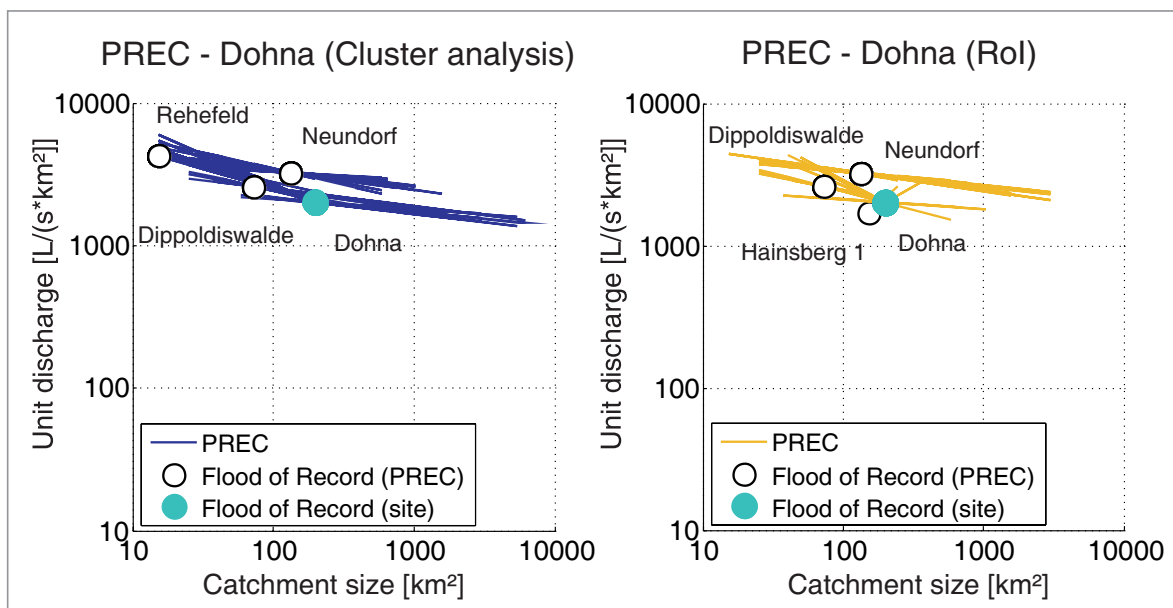 PREC - Dohna (Cluster analysis)
Unit discharge [L/(s*km²]]
10000
1000
100
10
Rehefeld
Neundorf
Dippoldiswalde
Dohna
PREC
Flood of Record (PREC)
Flood of Record (site)
10 100 1000 10000
Catchment size [km²]
PREC - Dohna (RoI)
Unit discharge [L/(s*km²]]
10000
1000
100
10
Dippoldiswalde
Neundorf
Hainsberg 1
Dohna
PREC
Flood of Record (PREC)
Flood of Record (site)
10 100 1000 10000
Catchment size [km²]